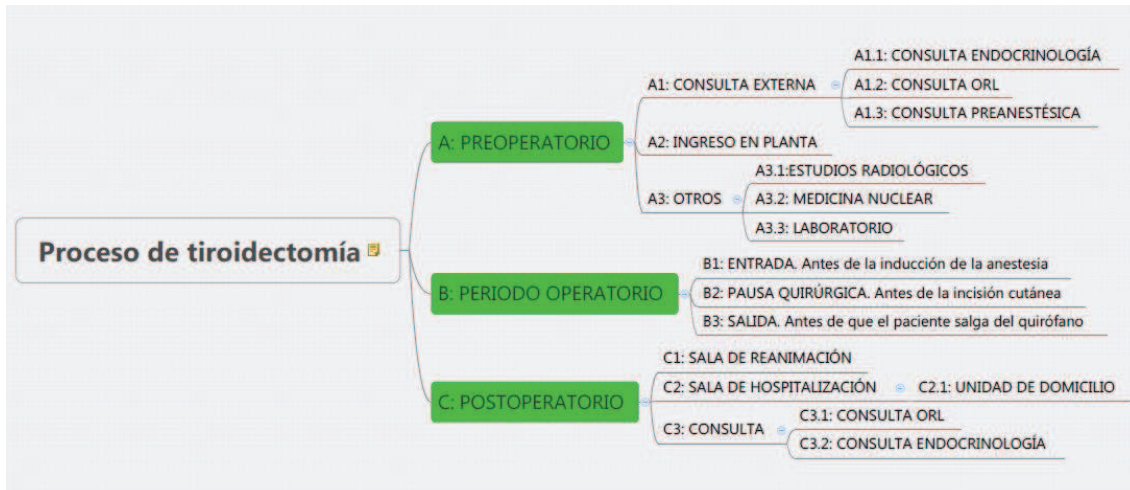 Proceso de tiroidectomía
A: PREOPERATORIO
A1: CONSULTA EXTERNA
A1.1: CONSULTA ENDOCRINOLOGÍA
A1.2: CONSULTA ORL
A1.3: CONSULTA PREANESTÉSICA
A2: INGRESO EN PLANTA
A3: OTROS
A3.1:ESTUDIOS RADIOLÓGICOS
A3.2: MEDICINA NUCLEAR
A3.3: LABORATORIO
B: PERIODO OPERATORIO
B1: ENTRADA. Antes de la inducción de la anestesia
B2: PAUSA QUIRÚRGICA. Antes de la incisión cutánea
B3: SALIDA. Antes de que el paciente salga del quirófano
C: POSTOPERATORIO
C1: SALA DE REANIMACIÓN
C2: SALA DE HOSPITALIZACIÓN
C2.1: UNIDAD DE DOMICILIO
C3: CONSULTA
C3.1: CONSULTA ORL
C3.2: CONSULTA ENDOCRINOLOGÍA